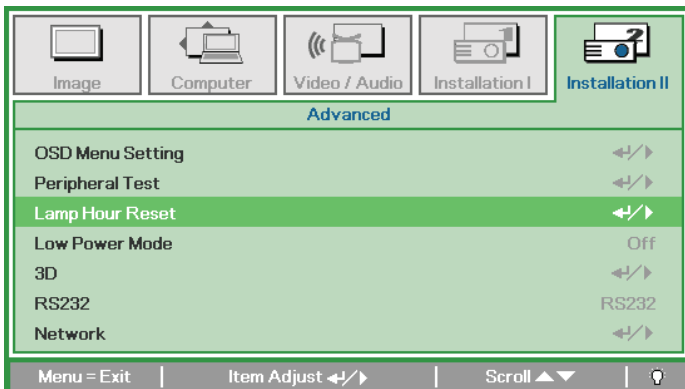 Image
Computer
Video / Audio
Installation I
Installation II
Advanced
OSD Menu Setting
Peripheral Test
Lamp Hour Reset
Low Power Mode Off
3D
RS232 RS232
Network
Menu = Exit Item Adjust Scroll